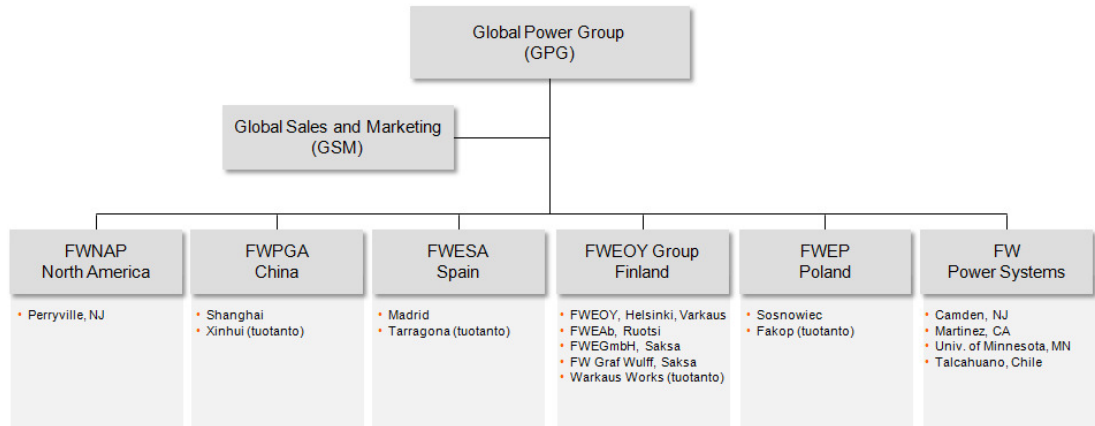 Global Power Group
(GPG)
Global Sales and Marketing
(GSM)
FWNAP
North America
• Perryville, NJ
FWPGA
China
• Shanghai
• Xinhui (tuotanto)
FWESA
Spain
• Madrid
• Tarragona (tuotanto)
FWEOY Group
Finland
• FWEOY, Helsinki, Varkaus
• FWEAb, Ruotsi
• FWEGmbH, Saksa
• FW Graf Wulff, Saksa
• Warkaus Works (tuotanto)
FWEP
Poland
• Sosnowiec
• Fakop (tuotanto)
FW
Power Systems
• Camden, NJ
• Martinez, CA
• Univ. of Minnesota, MN
• Talcahuano, Chile